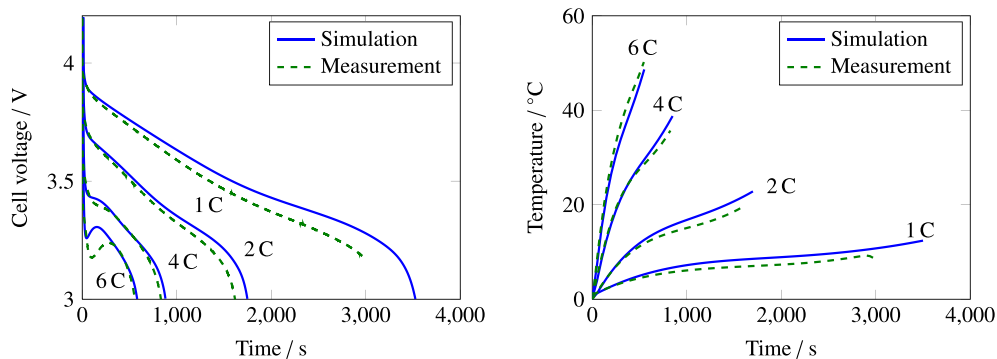 Cell voltage / V
4
3.5
3
Simulation
Measurement
1 C
2 C
4 C
6 C
0
1,000
2,000
3,000
4,000
Time / s
Temperature / °C
60
40
20
0
Simulation
Measurement
6 C
4 C
2 C
1 C
0
1,000
2,000
3,000
4,000
Time / s